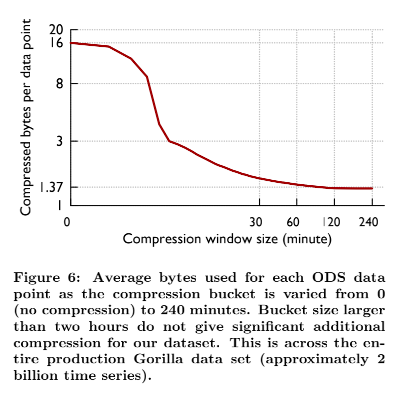 Compressed bytes per data point
20
16
8
3
1.37
1
0
30
60
120
240
Compression window size (minute)
Figure 6: Average bytes used for each ODS data
point as the compression bucket is varied from 0
(no compression) to 240 minutes. Bucket size larger
than two hours do not give significant additional
compression for our dataset. This is across the en-
tire production Gorilla data set (approximately 2
billion time series).